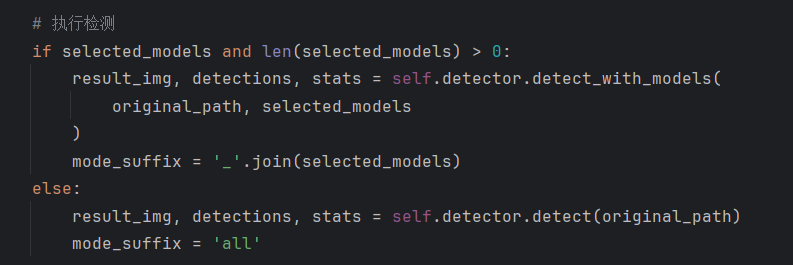 # 执行检测
if selected_models and len(selected_models) > 0:
    result_img, detections, stats = self.detector.detect_with_models(
        original_path, selected_models
    )
    mode_suffix = '_'.join(selected_models)
else:
    result_img, detections, stats = self.detector.detect(original_path)
    mode_suffix = 'all'